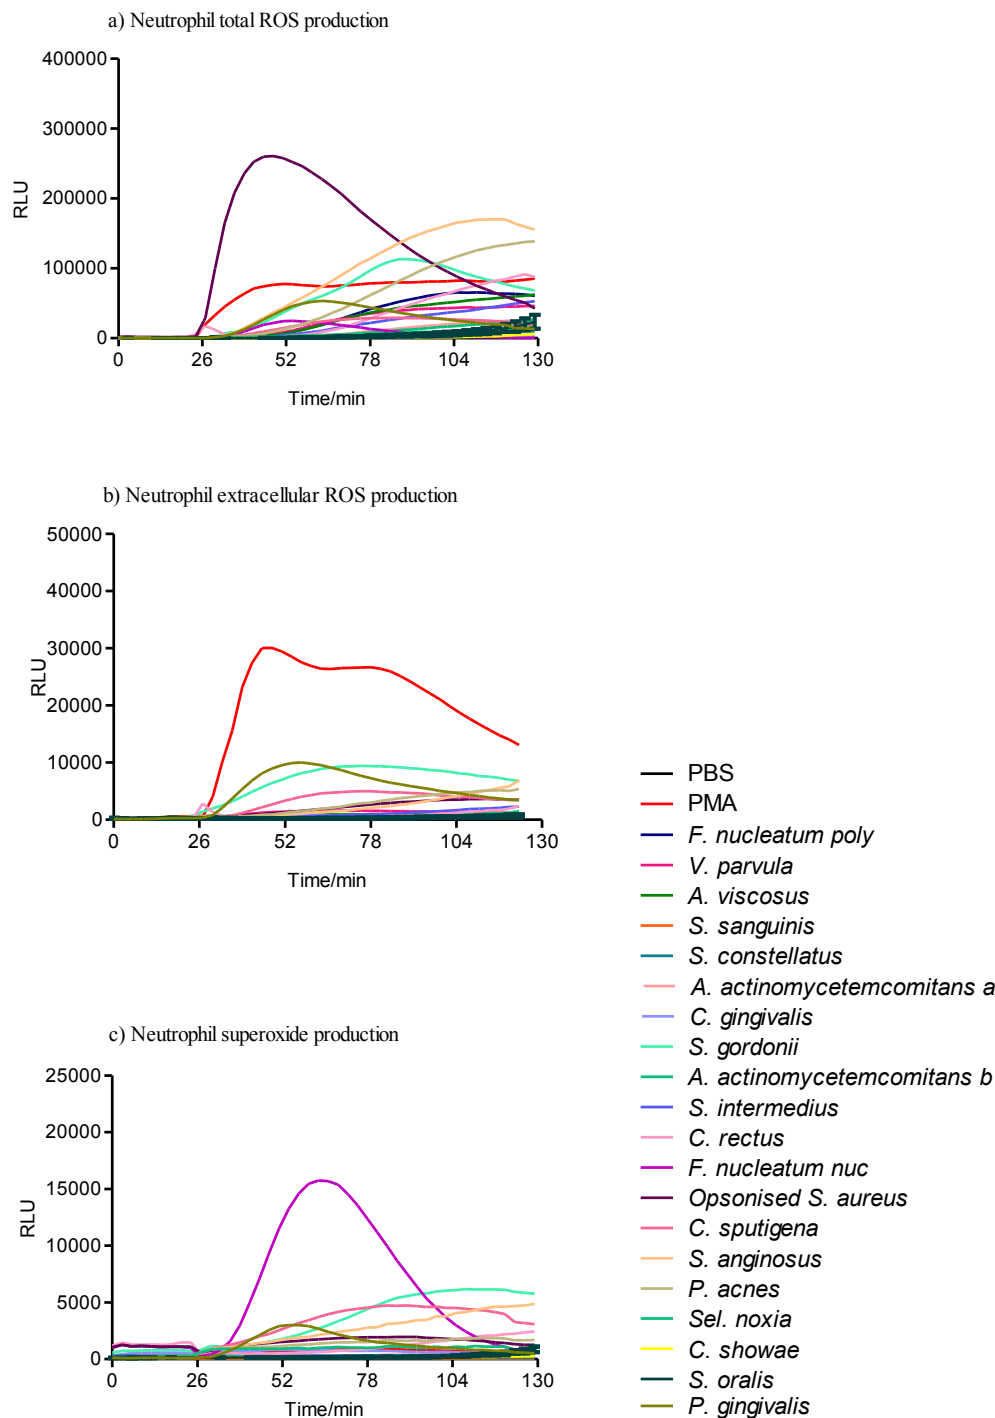 a) Neutrophil total ROS production
400000
300000
200000
100000
0
RLU
0 26 52 78 104 130
Time/min
b) Neutrophil extracellular ROS production
50000
40000
30000
20000
10000
0
RLU
0 26 52 78 104 130
Time/min
c) Neutrophil superoxide production
25000
20000
15000
10000
5000
0
RLU
0 26 52 78 104 130
Time/min
PBS
PMA
F. nucleatum poly
V. parvula
A. viscosus
S. sanguinis
S. constellatus
A. actinomycetemcomitans a
C. gingivalis
S. gordonii
A. actinomycetemcomitans b
S. intermedius
C. rectus
F. nucleatum nuc
Opsonised S. aureus
C. sputigena
S. anginosus
P. acnes
Sel. noxia
C. showae
S. oralis
P. gingivalis